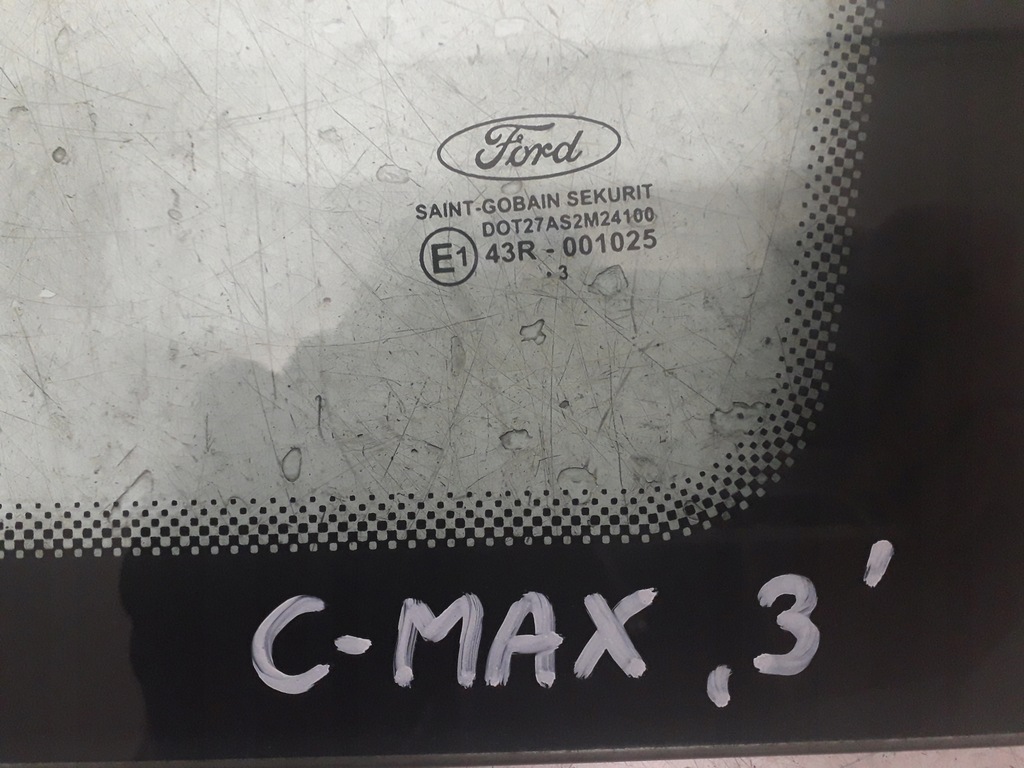 Ford
SAINT-GOBAIN SEKURIT
DOT27AS2M24100
E1 43R - 001025
. 3
C-MAX ,3'